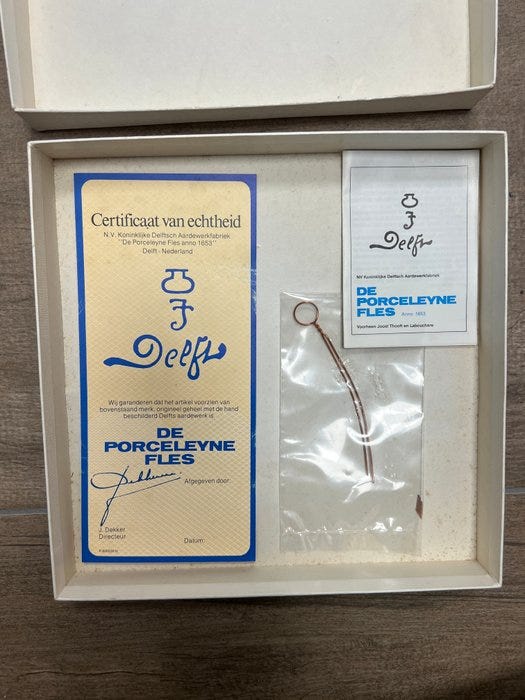 Certificaat van echtheid
N.V. Koninklijke Delftsch Aardewerkfabriek
"De Porceleyne Fles anno 1653"
Delft - Nederland
Delft
Wij garanderen dat het artikel voorzien van
bovenstaand merk, origineel geheel met de hand
beschilderd Delfts aardewerk is
DE
PORCELEYNE
FLES
Afgegeven door:
J. Dekker
Directeur
Datum:
Delft
NV Koninklijke Delftsch Aardewerkfabriek
DE
PORCELEYNE
FLES Anno 1653
Voorheen Joost Thooft en Labouchere